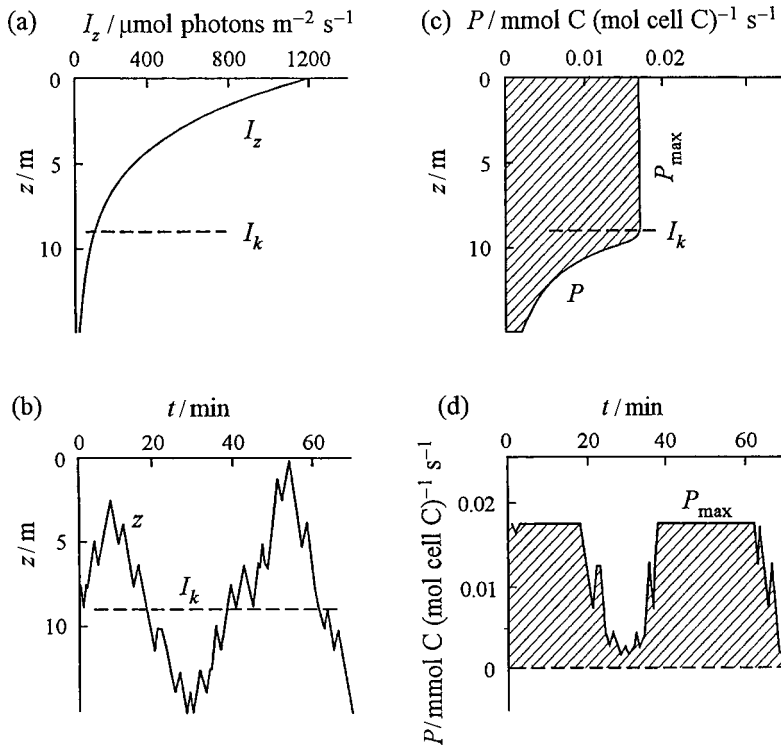 (a) I_z / μmol photons m⁻² s⁻¹
0 400 800 1200
0
5
10
z / m
I_z
I_k
(c) P / mmol C (mol cell C)⁻¹ s⁻¹
0 0.01 0.02
0
5
10
z / m
P_max
I_k
P
(b) t / min
0 20 40 60
0
5
10
z / m
z
I_k
(d) t / min
0 20 40 60
0.02
0.01
0
P / mmol C (mol cell C)⁻¹ s⁻¹
P_max